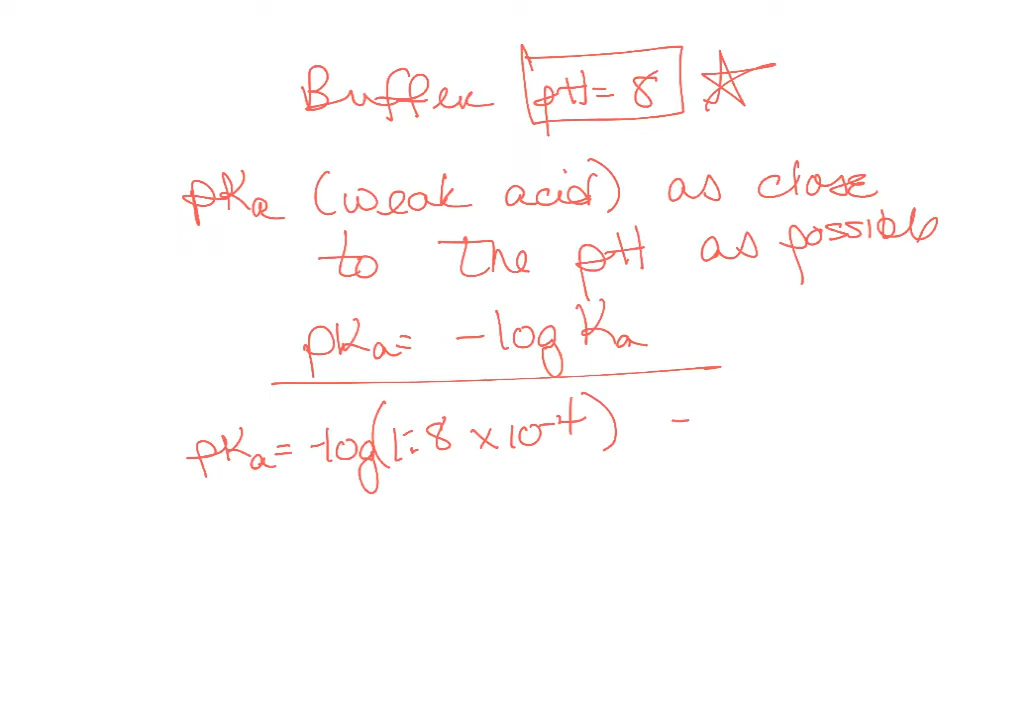 Buffer pH = 8
pKa (weak acid) as close
to the pH as possible
pKa = -log Ka
pKa = -log(1.8 x 10-4) -